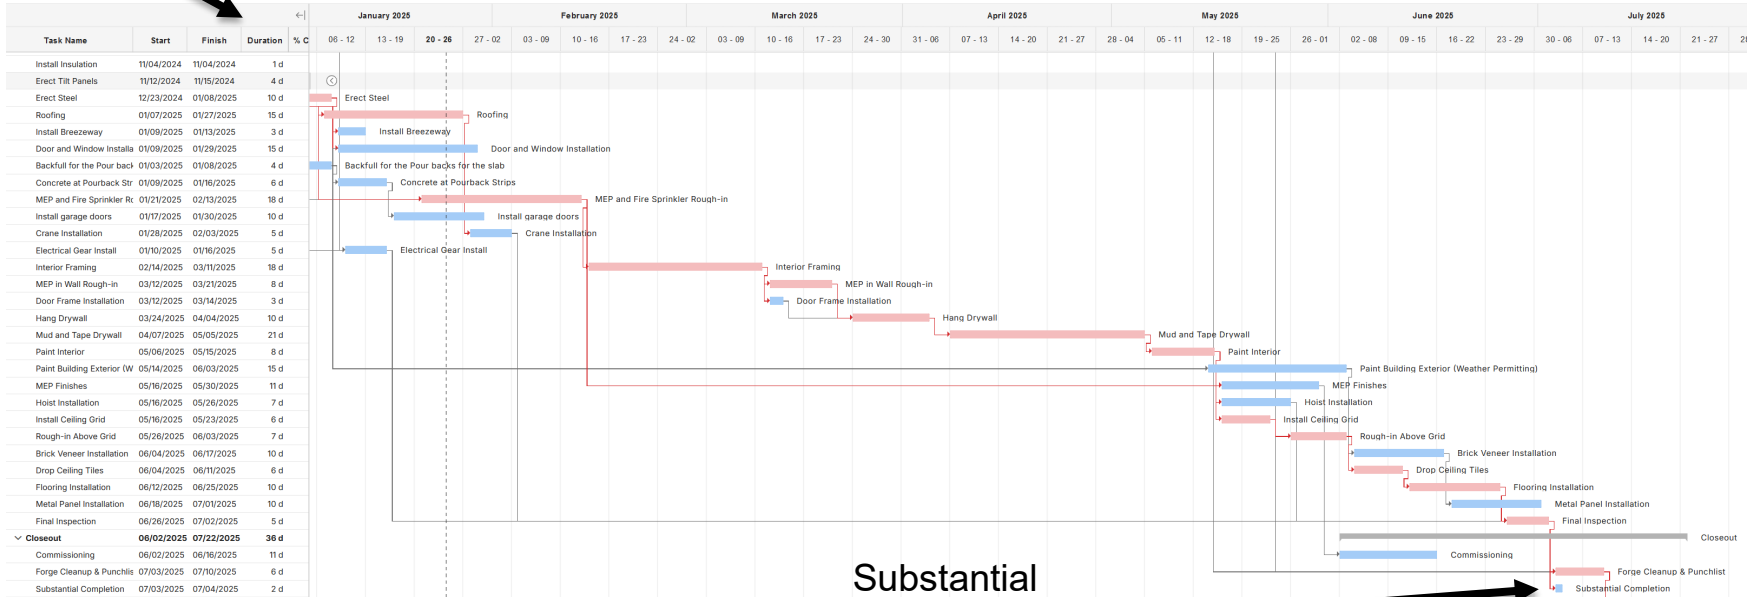 January 2025 February 2025 March 2025 April 2025 May 2025 June 2025 July 2025
Task Name Start Finish Duration % C 06 - 12 13 - 19 20 - 26 27 - 02 03 - 09 10 - 16 17 - 23 24 - 02 03 - 09 10 - 16 17 - 23 24 - 30 31 - 06 07 - 13 14 - 20 21 - 27 28 - 04 05 - 11 12 - 18 19 - 25 26 - 01 02 - 08 09 - 15 16 - 22 23 - 29 30 - 06 07 - 13 14 - 20 21 - 27
Install Insulation 11/04/2024 11/04/2024 1 d
Erect Tilt Panels 11/12/2024 11/15/2024 4 d
Erect Steel 12/23/2024 01/08/2025 10 d Erect Steel
Roofing 01/07/2025 01/27/2025 15 d Roofing
Install Breezeway 01/09/2025 01/13/2025 3 d Install Breezeway
Door and Window Installa 01/09/2025 01/29/2025 15 d Door and Window Installation
Backfull for the Pour back 01/03/2025 01/08/2025 4 d Backfull for the Pour backs for the slab
Concrete at Pourback Str 01/09/2025 01/16/2025 6 d Concrete at Pourback Strips
MEP and Fire Sprinkler Rc 01/21/2025 02/13/2025 18 d MEP and Fire Sprinkler Rough-in
Install garage doors 01/17/2025 01/30/2025 10 d Install garage doors
Crane Installation 01/28/2025 02/03/2025 5 d Crane Installation
Electrical Gear Install 01/10/2025 01/16/2025 5 d Electrical Gear Install
Interior Framing 02/14/2025 03/11/2025 18 d Interior Framing
MEP in Wall Rough-in 03/12/2025 03/21/2025 8 d MEP in Wall Rough-in
Door Frame Installation 03/12/2025 03/14/2025 3 d Door Frame Installation
Hang Drywall 03/24/2025 04/04/2025 10 d Hang Drywall
Mud and Tape Drywall 04/07/2025 05/05/2025 21 d Mud and Tape Drywall
Paint Interior 05/06/2025 05/15/2025 8 d Paint Interior
Paint Building Exterior (W 05/14/2025 06/03/2025 15 d Paint Building Exterior (Weather Permitting)
MEP Finishes 05/16/2025 05/30/2025 11 d MEP Finishes
Hoist Installation 05/16/2025 05/26/2025 7 d Hoist Installation
Install Ceiling Grid 05/16/2025 05/23/2025 6 d Install Ceiling Grid
Rough-in Above Grid 05/26/2025 06/03/2025 7 d Rough-in Above Grid
Brick Veneer Installation 06/04/2025 06/17/2025 10 d Brick Veneer Installation
Drop Ceiling Tiles 06/04/2025 06/11/2025 6 d Drop Ceiling Tiles
Flooring Installation 06/12/2025 06/25/2025 10 d Flooring Installation
Metal Panel Installation 06/18/2025 07/01/2025 10 d Metal Panel Installation
Final Inspection 06/26/2025 07/02/2025 5 d Final Inspection
Closeout 06/02/2025 07/22/2025 36 d Closeout
Commissioning 06/02/2025 06/16/2025 11 d Commissioning
Forge Cleanup & Punchlis 07/03/2025 07/10/2025 6 d Forge Cleanup & Punchlist
Substantial Completion 07/03/2025 07/04/2025 2 d Substantial Completion
Substantial